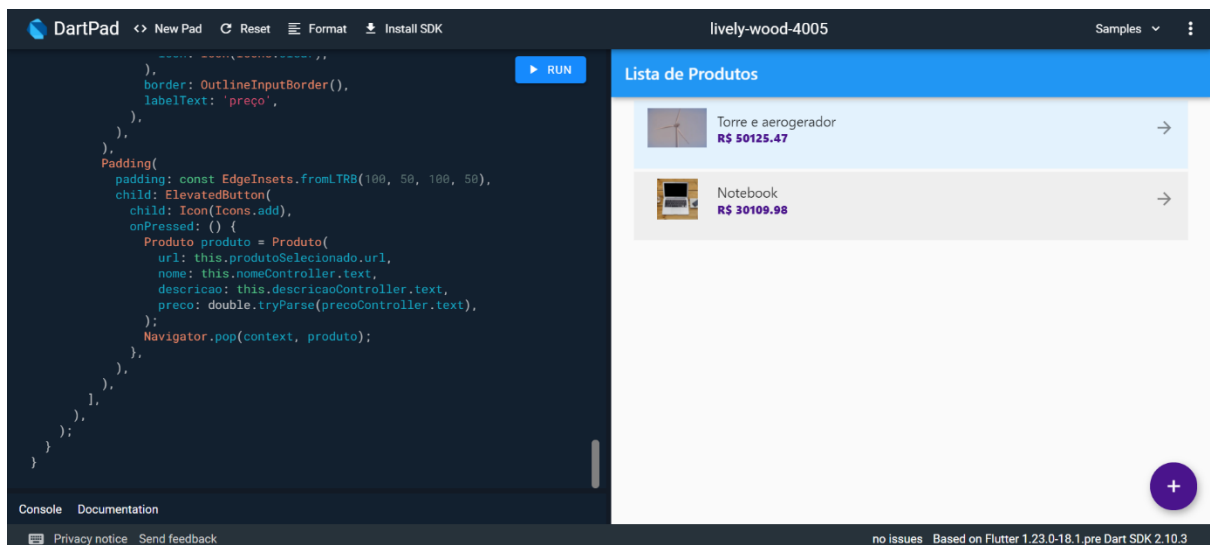 DartPad <> New Pad Reset Format Install SDK lively-wood-4005 Samples
),
border: OutlineInputBorder(),
labelText: 'preço',
),
),
),
Padding(
padding: const EdgeInsets.fromLTRB(100, 50, 100, 50),
child: ElevatedButton(
child: Icon(Icons.add),
onPressed: () {
Produto produto = Produto(
url: this.produtoSelecionado.url,
nome: this.nomeController.text,
descricao: this.descricaoController.text,
preco: double.tryParse(precoController.text),
);
Navigator.pop(context, produto);
},
),
),
],
),
);
}
}
RUN
Console Documentation
Lista de Produtos
Torre e aerogerador
R$ 50125.47
Notebook
R$ 30109.98
+
Privacy notice Send feedback no issues Based on Flutter 1.23.0-18.1.pre Dart SDK 2.10.3